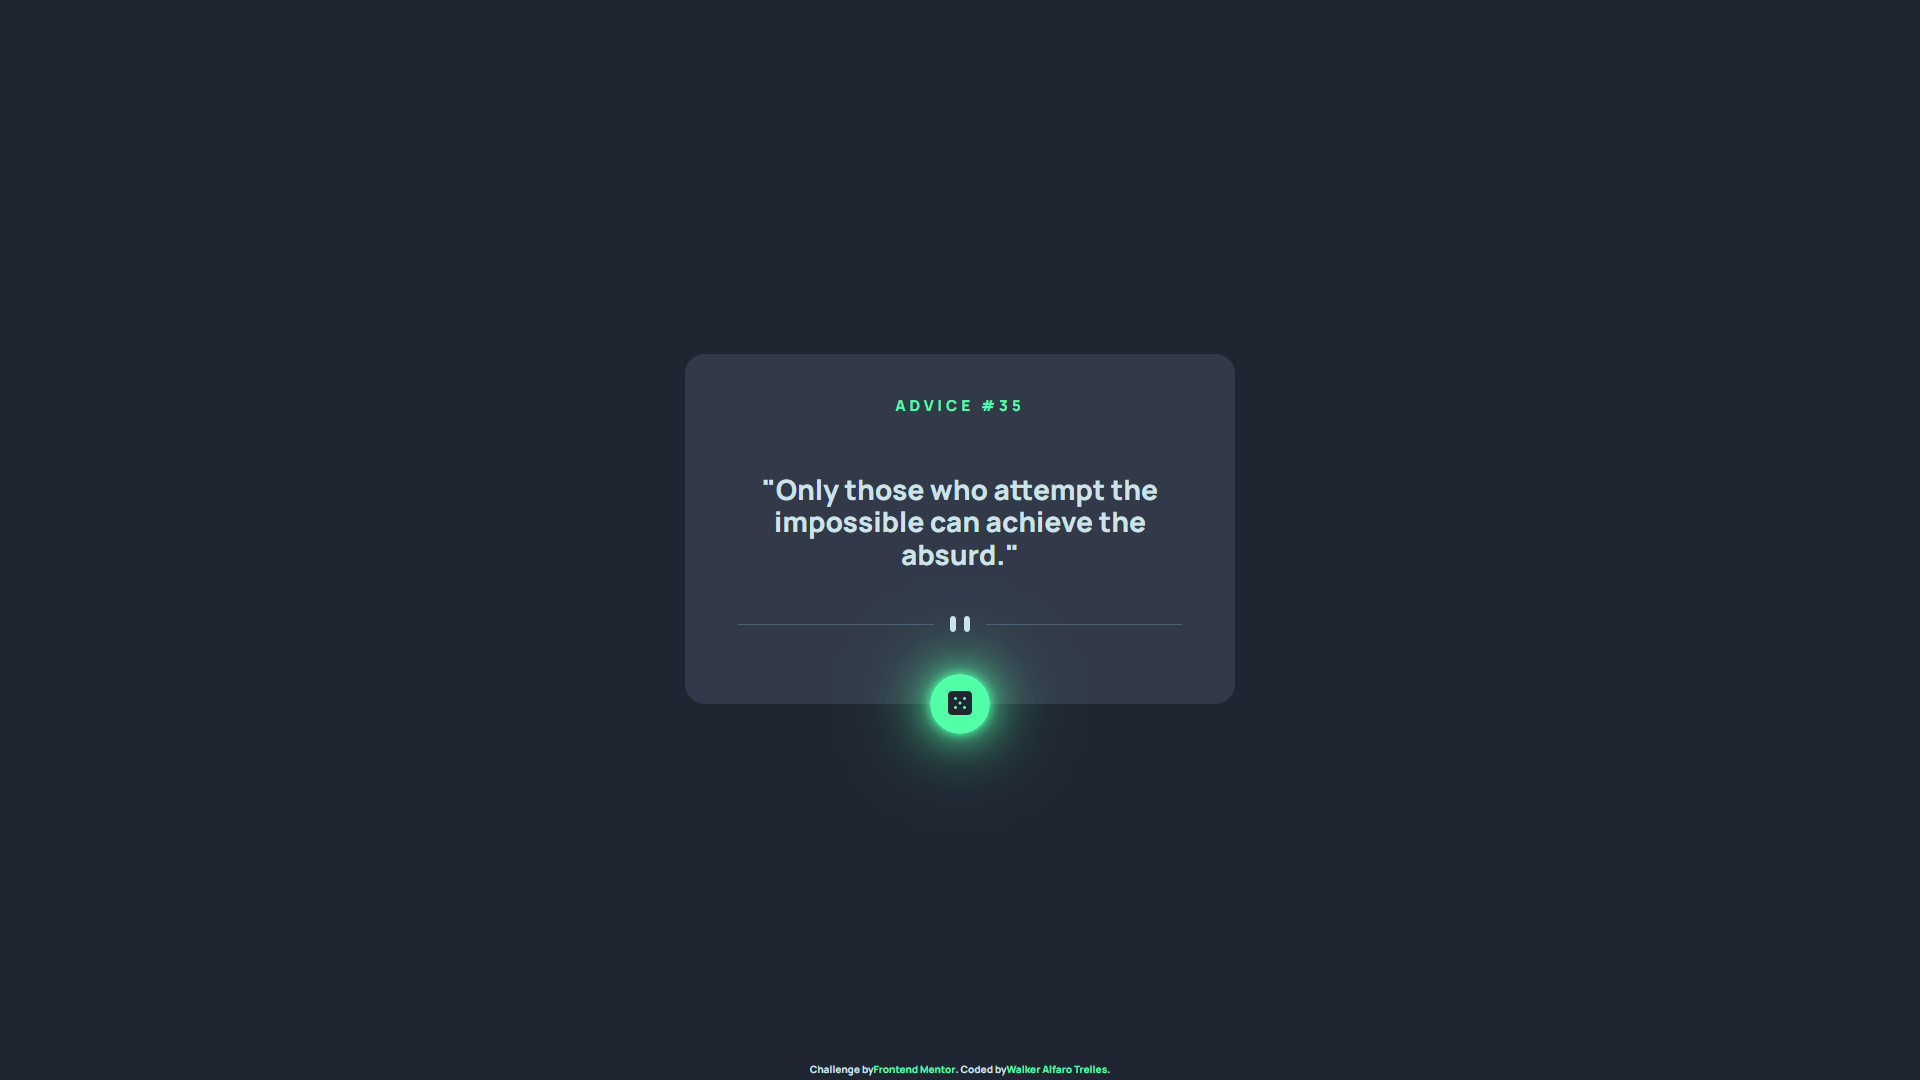 ADVICE #35
"Only those who attempt the
impossible can achieve the
absurd."
Challenge byFrontend Mentor. Coded byWalker Alfaro Trelles.